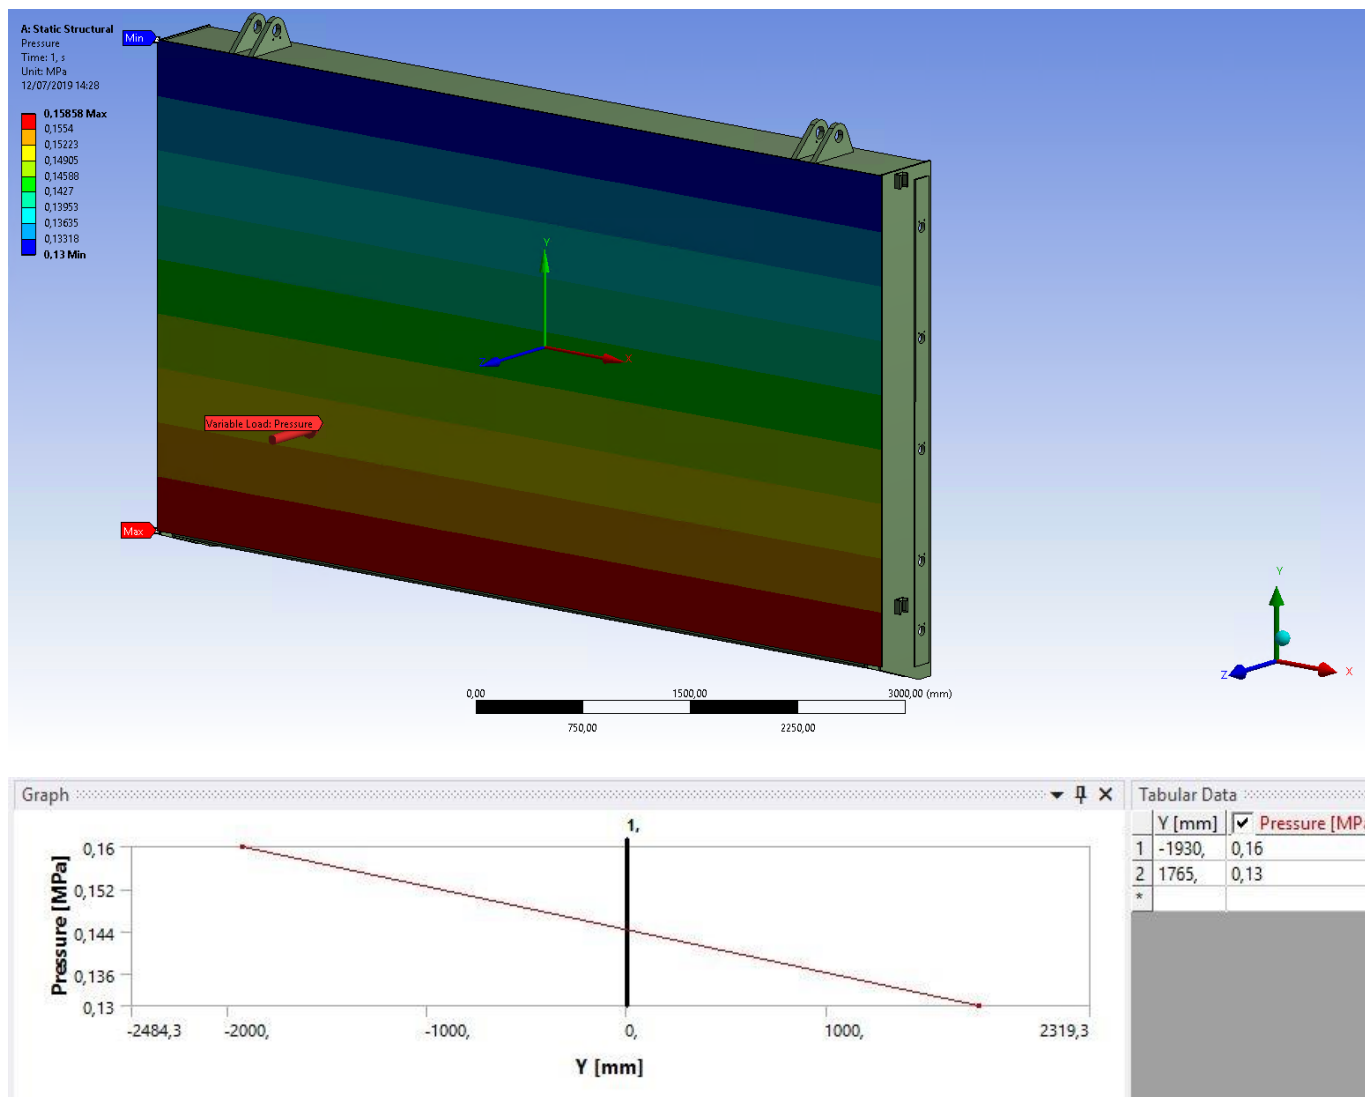 A: Static Structural
Pressure
Time: 1, s
Unit: MPa
12/07/2019 14:28
0,15858 Max
0,1554
0,15223
0,14905
0,14588
0,1427
0,13953
0,13635
0,13318
0,13 Min
Min
Y
Z
X
Variable Load: Pressure
Max
Y
Z
X
0,00
1500,00
3000,00 (mm)
750,00
2250,00
Graph
1,
Pressure [MPa]
0,16
0,152
0,144
0,136
0,13
-2484,3
-2000,
-1000,
0,
1000,
2319,3
Y [mm]
Tabular Data
Y [mm] Pressure [MPa
1 -1930, 0,16
2 1765, 0,13
*